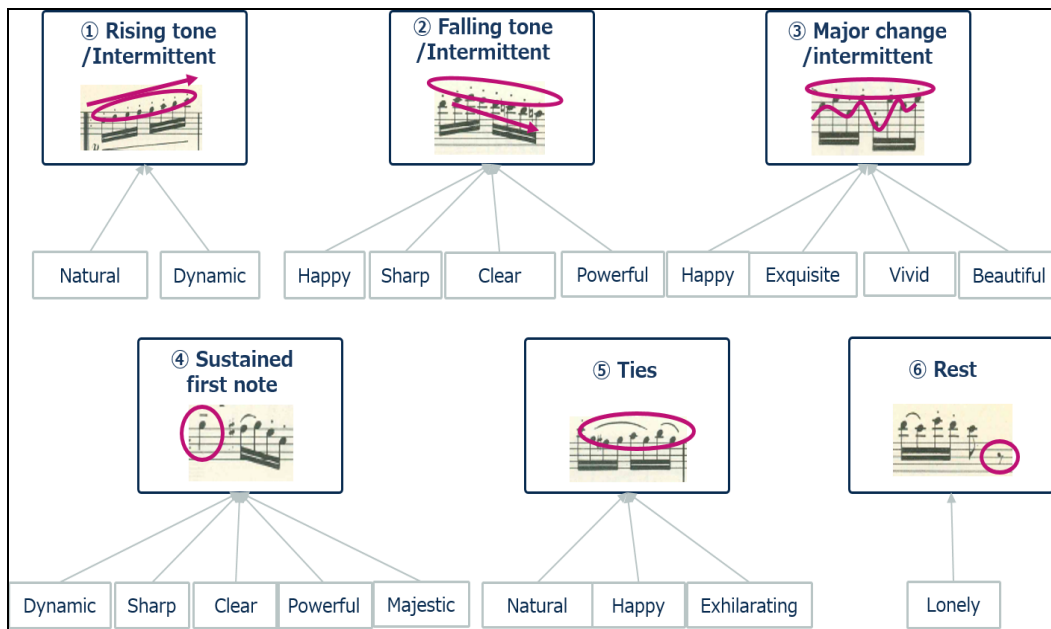 ① Rising tone
/Intermittent
② Falling tone
/Intermittent
③ Major change
/intermittent
Natural
Dynamic
Happy
Sharp
Clear
Powerful
Happy
Exquisite
Vivid
Beautiful
④ Sustained
first note
⑤ Ties
⑥ Rest
Dynamic
Sharp
Clear
Powerful
Majestic
Natural
Happy
Exhilarating
Lonely